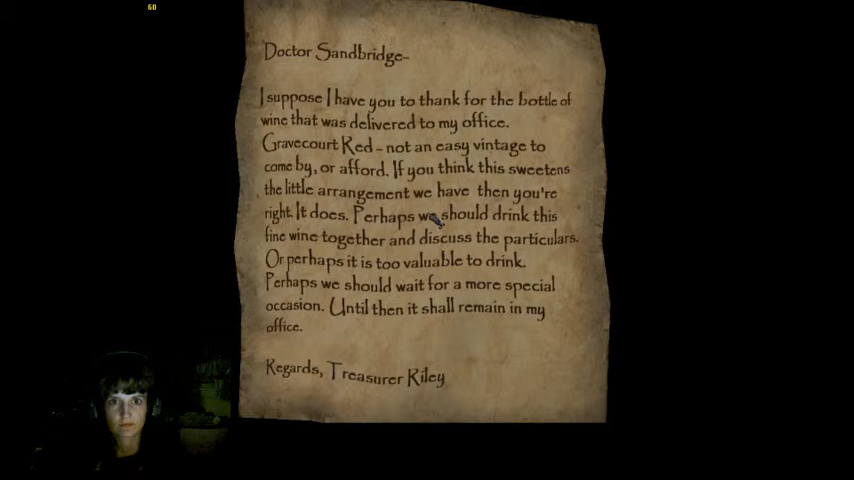 60
Doctor Sandbridge-
I suppose I have you to thank for the bottle of
wine that was delivered to my office.
Gravecourt Red - not an easy vintage to
come by, or afford. If you think this sweetens
the little arrangement we have then you're
right. It does. Perhaps we should drink this
fine wine together and discuss the particulars.
Or perhaps it is too valuable to drink.
Perhaps we should wait for a more special
occasion. Until then it shall remain in my
office.
Regards, Treasurer Riley